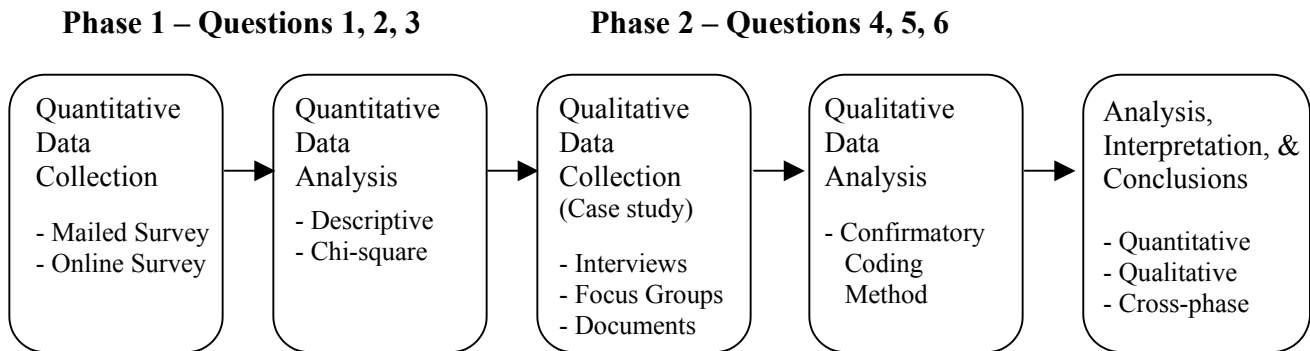 Phase 1 – Questions 1, 2, 3
Phase 2 – Questions 4, 5, 6
Quantitative
Data
Collection
- Mailed Survey
- Online Survey
Quantitative
Data
Analysis
- Descriptive
- Chi-square
Qualitative
Data
Collection
(Case study)
- Interviews
- Focus Groups
- Documents
Qualitative
Data
Analysis
- Confirmatory
Coding
Method
Analysis,
Interpretation, &
Conclusions
- Quantitative
- Qualitative
- Cross-phase